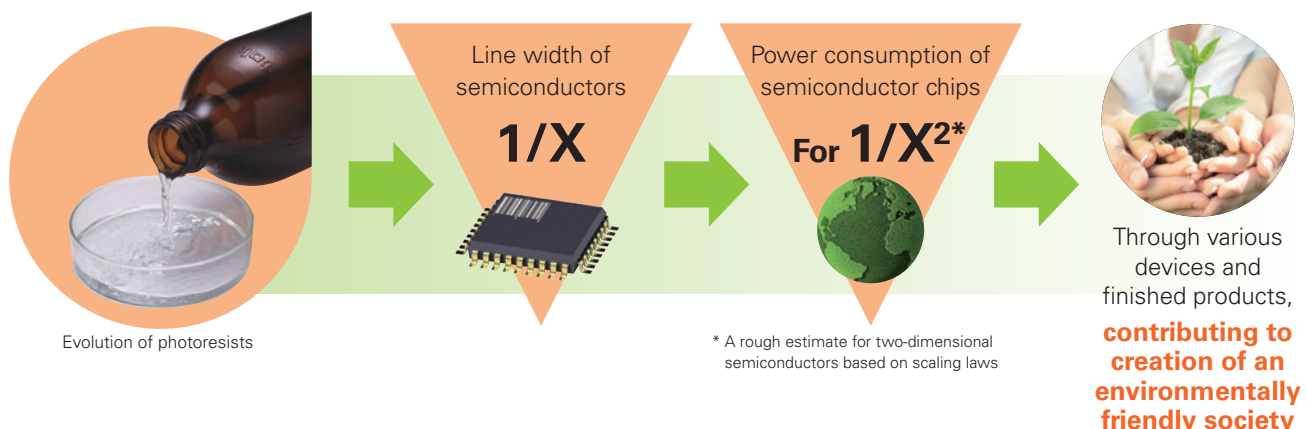 Evolution of photoresists
Line width of
semiconductors
1/X
Power consumption of
semiconductor chips
For 1/X²*
* A rough estimate for two-dimensional
semiconductors based on scaling laws
Through various
devices and
finished products,
contributing to
creation of an
environmentally
friendly society